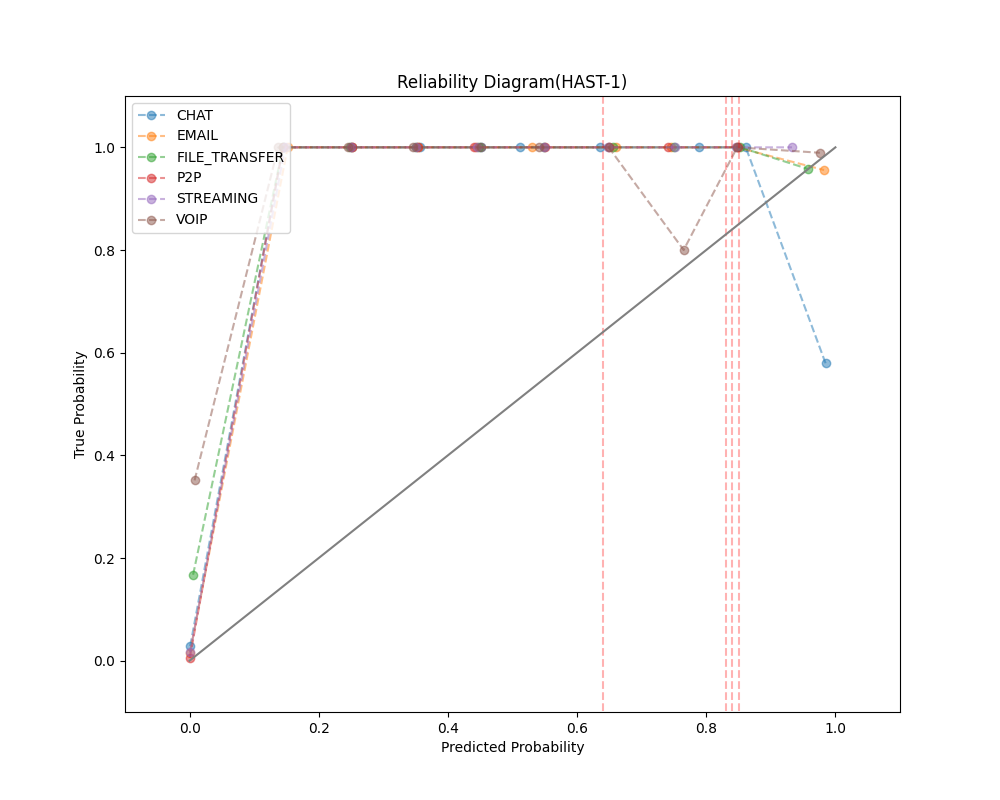 Reliability Diagram(HAST-1)
CHAT
EMAIL
FILE_TRANSFER
P2P
STREAMING
VOIP
True Probability
1.0
0.8
0.6
0.4
0.2
0.0
0.0 0.2 0.4 0.6 0.8 1.0
Predicted Probability